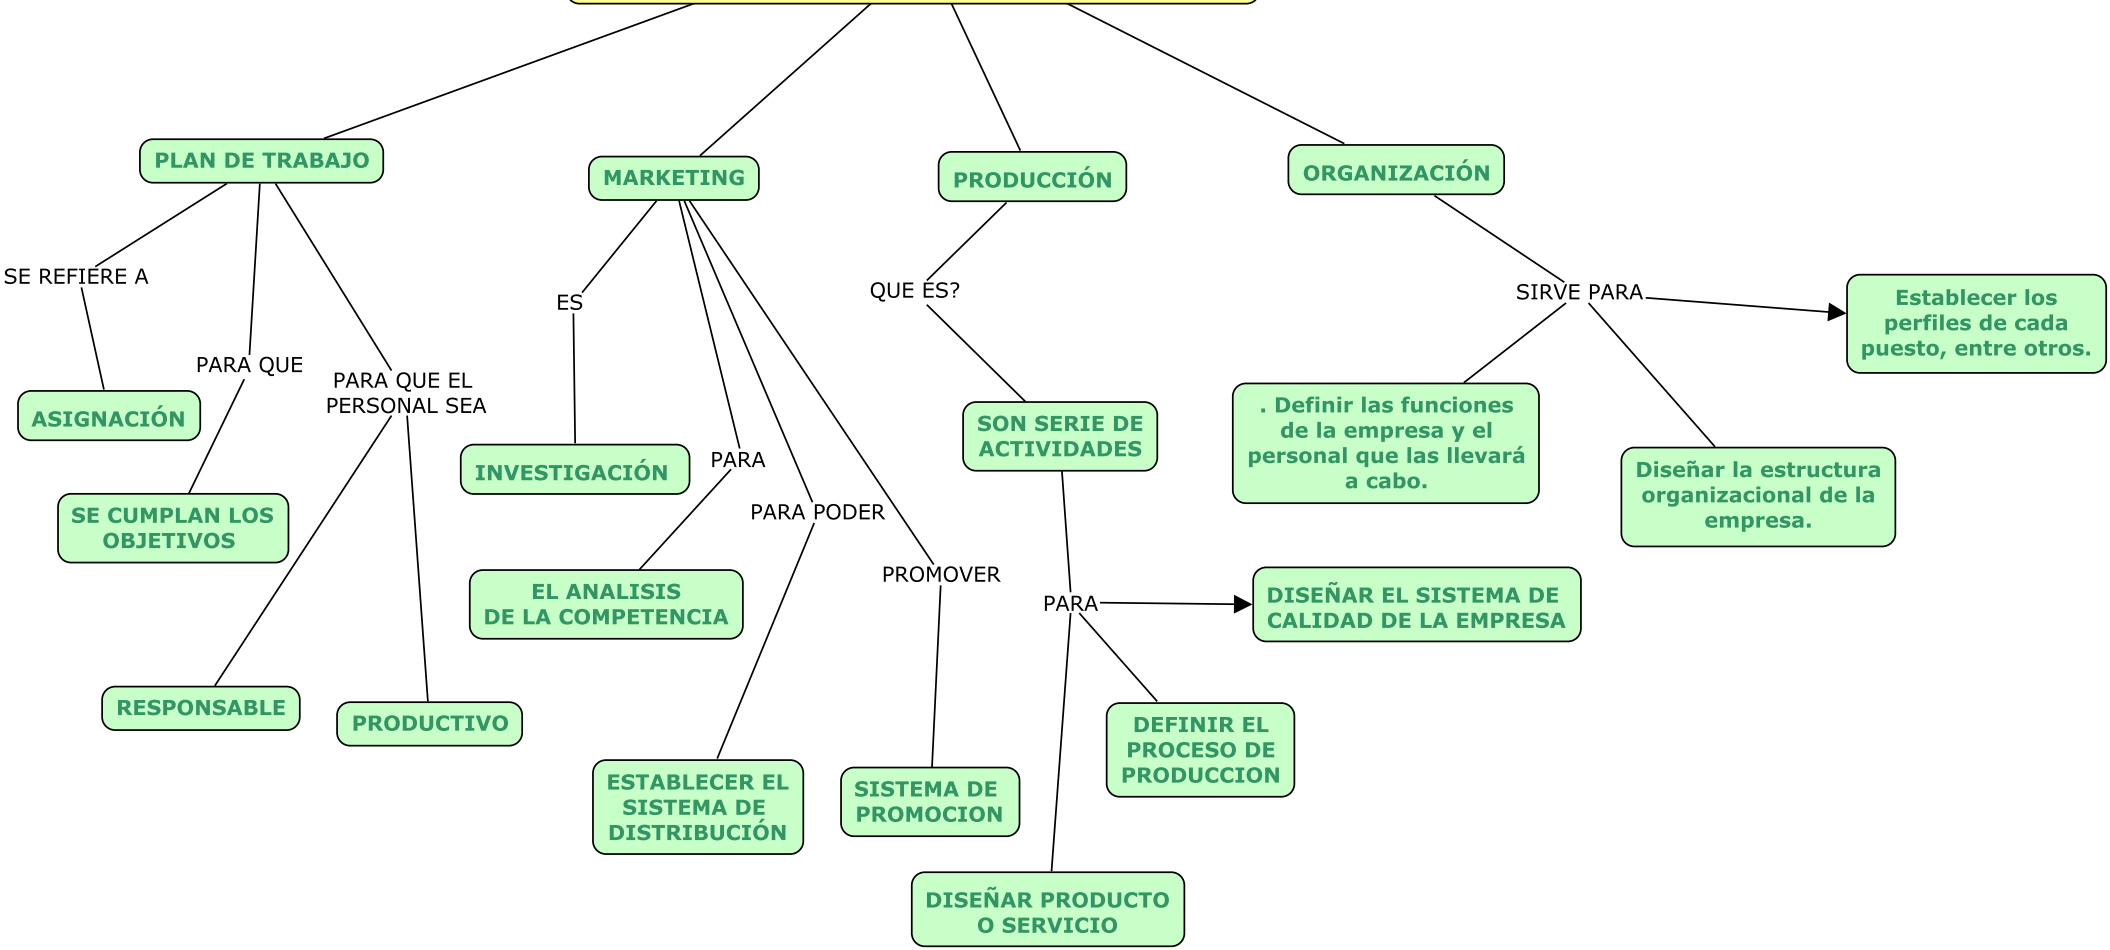 PLAN DE TRABAJO
MARKETING
PRODUCCIÓN
ORGANIZACIÓN
SE REFIERE A
ASIGNACIÓN
PARA QUE
SE CUMPLAN LOS
OBJETIVOS
PARA QUE EL
PERSONAL SEA
RESPONSABLE
PRODUCTIVO
ES
INVESTIGACIÓN
PARA
EL ANALISIS
DE LA COMPETENCIA
PARA PODER
ESTABLECER EL
SISTEMA DE
DISTRIBUCIÓN
PROMOVER
SISTEMA DE
PROMOCION
QUE ES?
SON SERIE DE
ACTIVIDADES
PARA
DISEÑAR EL SISTEMA DE
CALIDAD DE LA EMPRESA
DEFINIR EL
PROCESO DE
PRODUCCION
DISEÑAR PRODUCTO
O SERVICIO
SIRVE PARA
Establecer los
perfiles de cada
puesto, entre otros.
. Definir las funciones
de la empresa y el
personal que las llevará
a cabo.
Diseñar la estructura
organizacional de la
empresa.